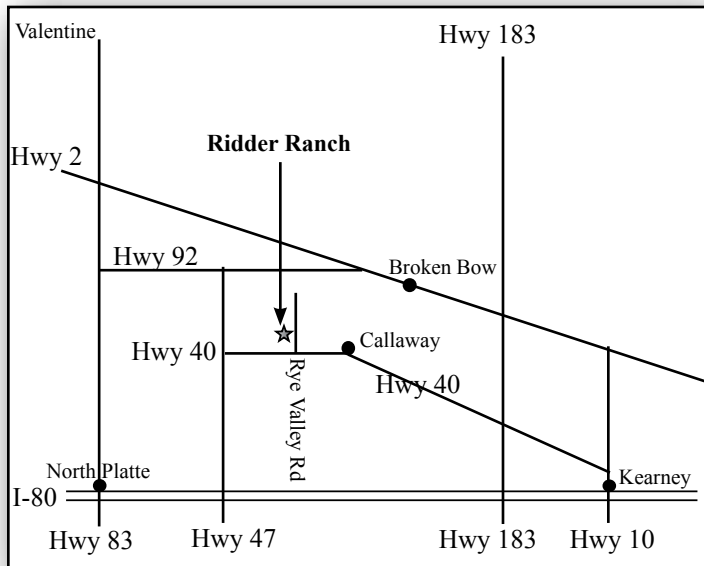 Valentine
Hwy 183
Ridder Ranch
Hwy 2
Hwy 92
Broken Bow
Hwy 40
Callaway
Rye Valley Rd
Hwy 40
North Platte
Kearney
I-80
Hwy 83
Hwy 47
Hwy 183
Hwy 10